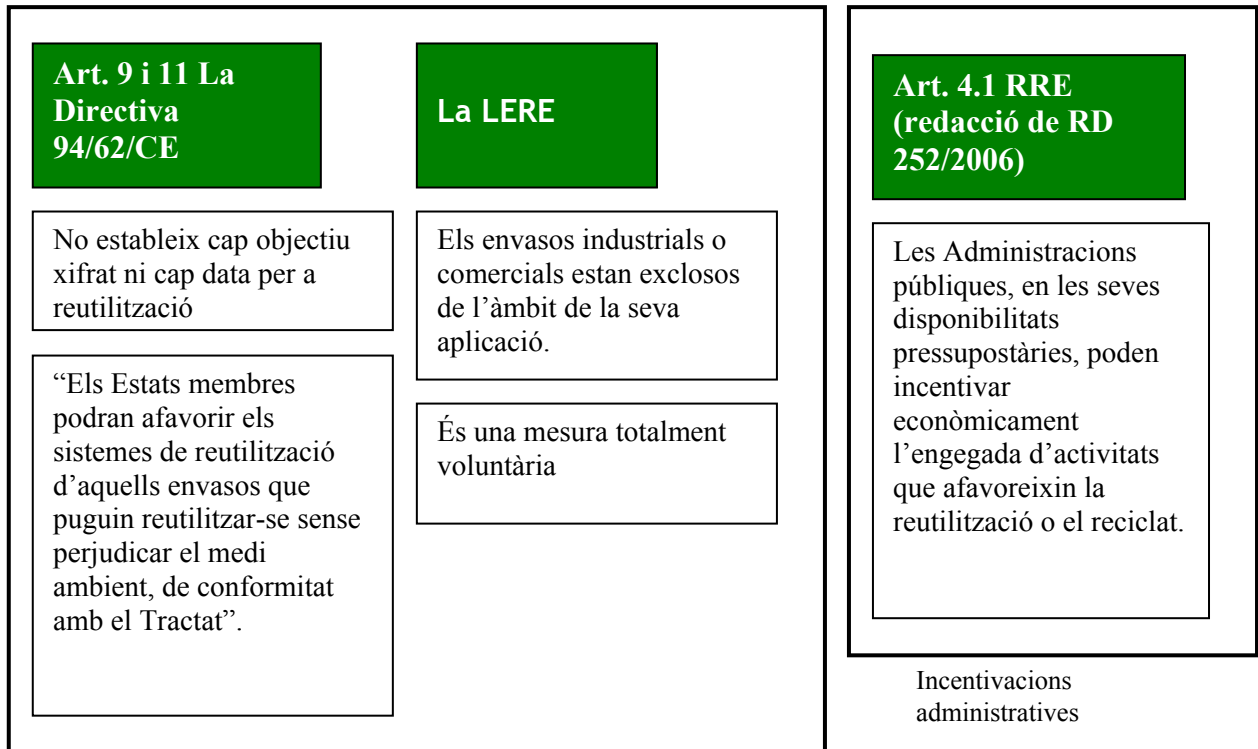 Art. 9 i 11 La
Directiva
94/62/CE
No estableix cap objectiu
xifrat ni cap data per a
reutilització
“Els Estats membres
podran afavorir els
sistemes de reutilització
d’aquells envasos que
puguin reutilitzar-se sense
perjudicar el medi
ambient, de conformitat
amb el Tractat”.
La LERE
Els envasos industrials o
comercials estan exclosos
de l’àmbit de la seva
aplicació.
És una mesura totalment
voluntària
Art. 4.1 RRE
(redacció de RD
252/2006)
Les Administracions
públiques, en les seves
disponibilitats
pressupostàries, poden
incentivar
econòmicament
l’engegada d’activitats
que afavoreixin la
reutilització o el reciclat.
Incentivacions
administratives